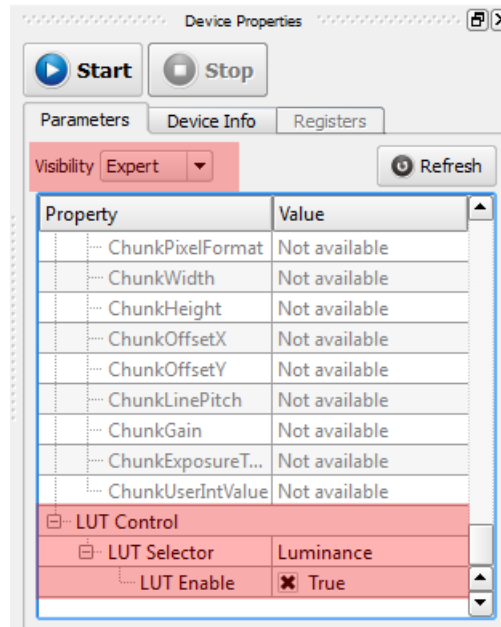 Device Properties
Start Stop
Parameters Device Info Registers
Visibility Expert Refresh
Property Value
ChunkPixelFormat Not available
ChunkWidth Not available
ChunkHeight Not available
ChunkOffsetX Not available
ChunkOffsetY Not available
ChunkLinePitch Not available
ChunkGain Not available
ChunkExposureT... Not available
ChunkUserIntValue Not available
LUT Control
LUT Selector Luminance
LUT Enable True